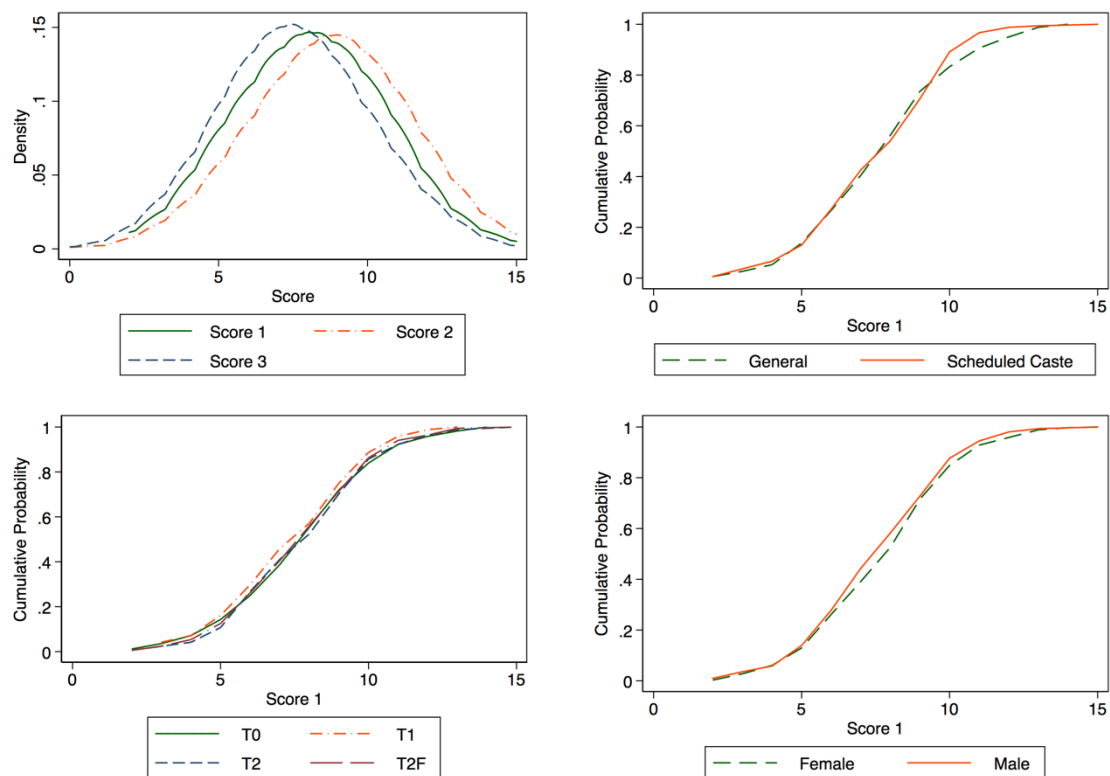 Density
0 .05 .1 .15
0 5 10 15
Score
Score 1 Score 2
Score 3
Cumulative Probability
0 .2 .4 .6 .8 1
0 5 10 15
Score 1
General Scheduled Caste
Cumulative Probability
0 .2 .4 .6 .8 1
0 5 10 15
Score 1
T0 T1
T2 T2F
Cumulative Probability
0 .2 .4 .6 .8 1
0 5 10 15
Score 1
Female Male